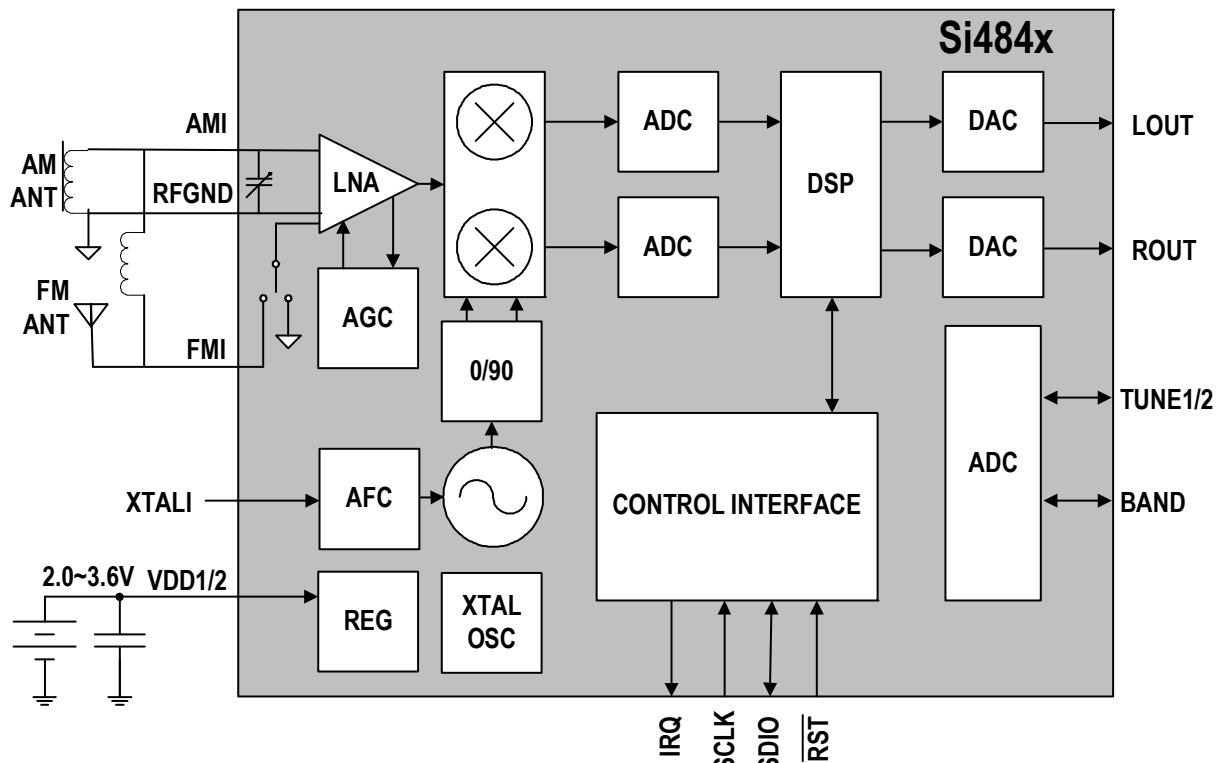 Si484x
AMI
AM
ANT
RFGND
LNA
ADC
DSP
DAC
LOUT
ADC
DAC
ROUT
FM
ANT
AGC
FMI
0/90
TUNE1/2
ADC
BAND
XTALI
AFC
CONTROL INTERFACE
2.0~3.6V
VDD1/2
REG
XTAL
OSC
IRQ
SCLK
SDIO
RST